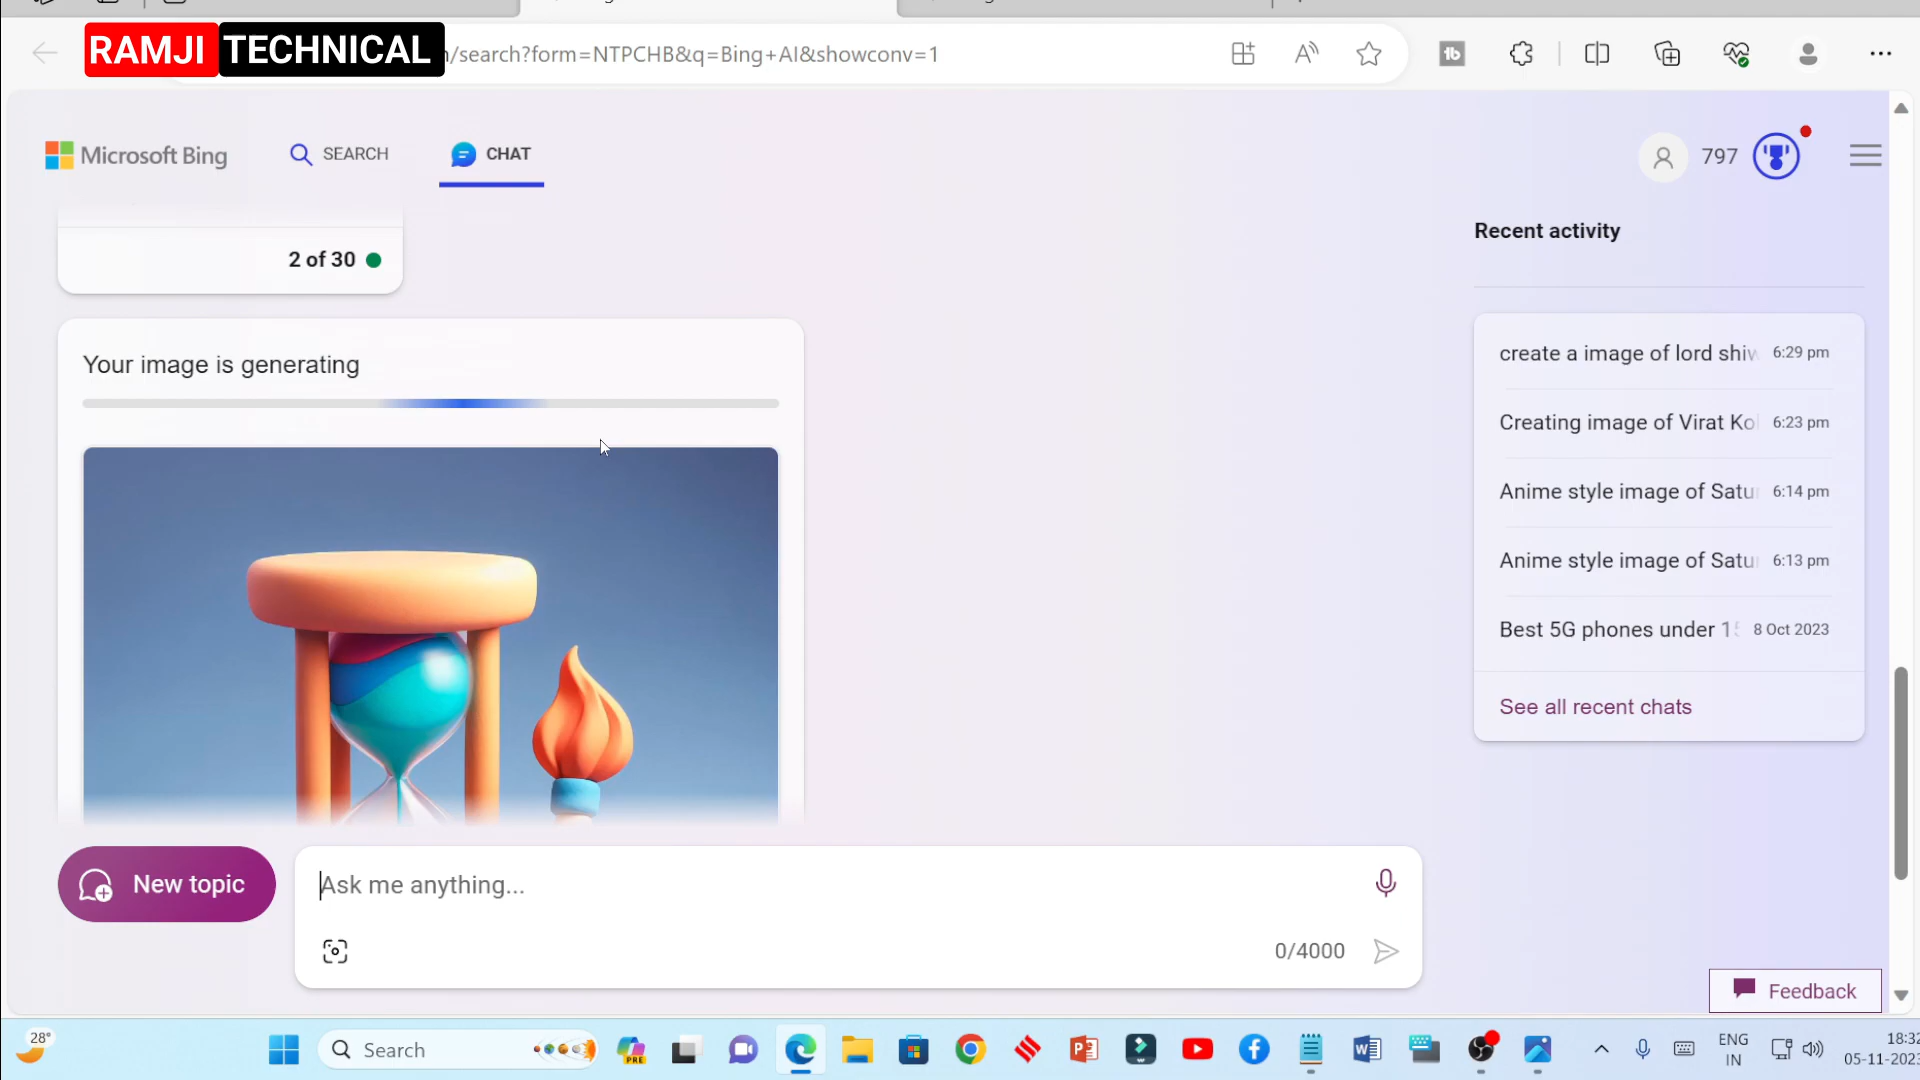 RAMJI TECHNICAL
/search?form=NTPCHB&q=Bing+AI&showconv=1
Microsoft Bing
SEARCH
CHAT
797
2 of 30
Your image is generating
Recent activity
create a image of lord shiv 6:29 pm
Creating image of Virat Ko 6:23 pm
Anime style image of Satu 6:14 pm
Anime style image of Satu 6:13 pm
Best 5G phones under 15 8 Oct 2023
See all recent chats
New topic
Ask me anything...
0/4000
Feedback
28°
Search
PRE
ENG
IN
18:32
05-11-2023